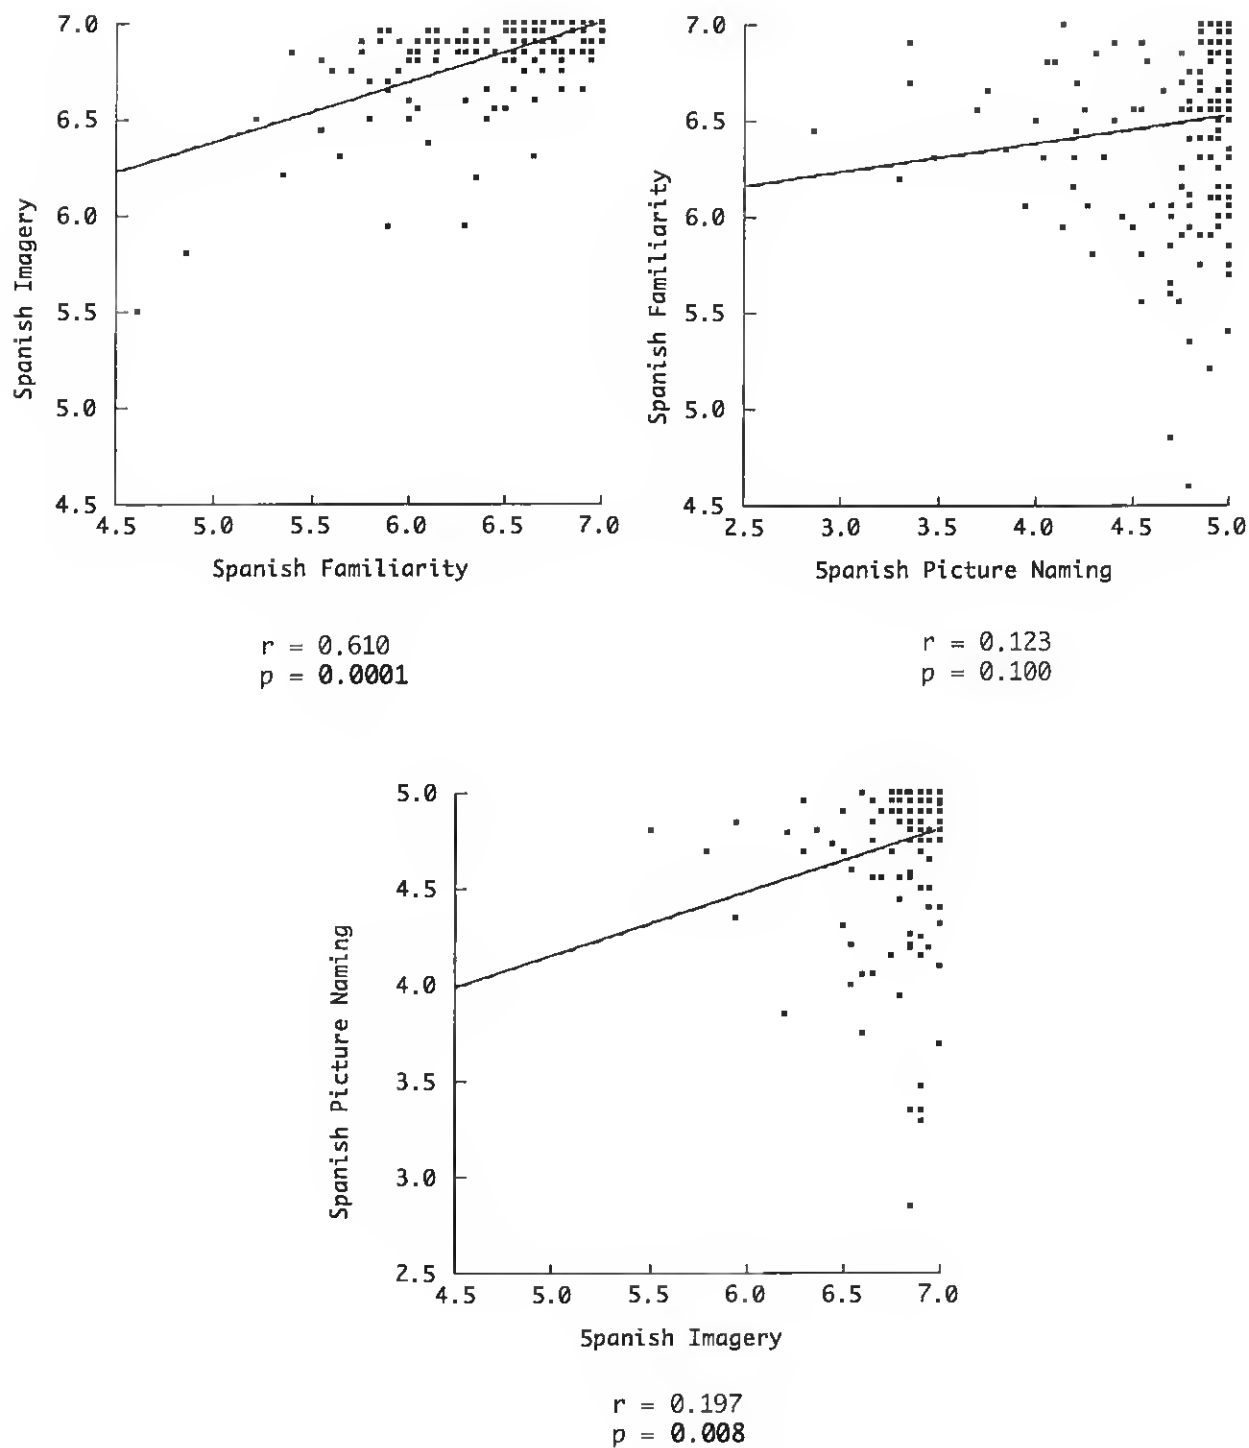 7.0
6.5
6.0
5.5
5.0
4.5
Spanish Imagery
4.5 5.0 5.5 6.0 6.5 7.0
Spanish Familiarity
r = 0.610
p = 0.0001
7.0
6.5
6.0
5.5
5.0
4.5
Spanish Familiarity
2.5 3.0 3.5 4.0 4.5 5.0
5panish Picture Naming
r = 0.123
p = 0.100
5.0
4.5
4.0
3.5
3.0
2.5
Spanish Picture Naming
4.5 5.0 5.5 6.0 6.5 7.0
5panish Imagery
r = 0.197
p = 0.008